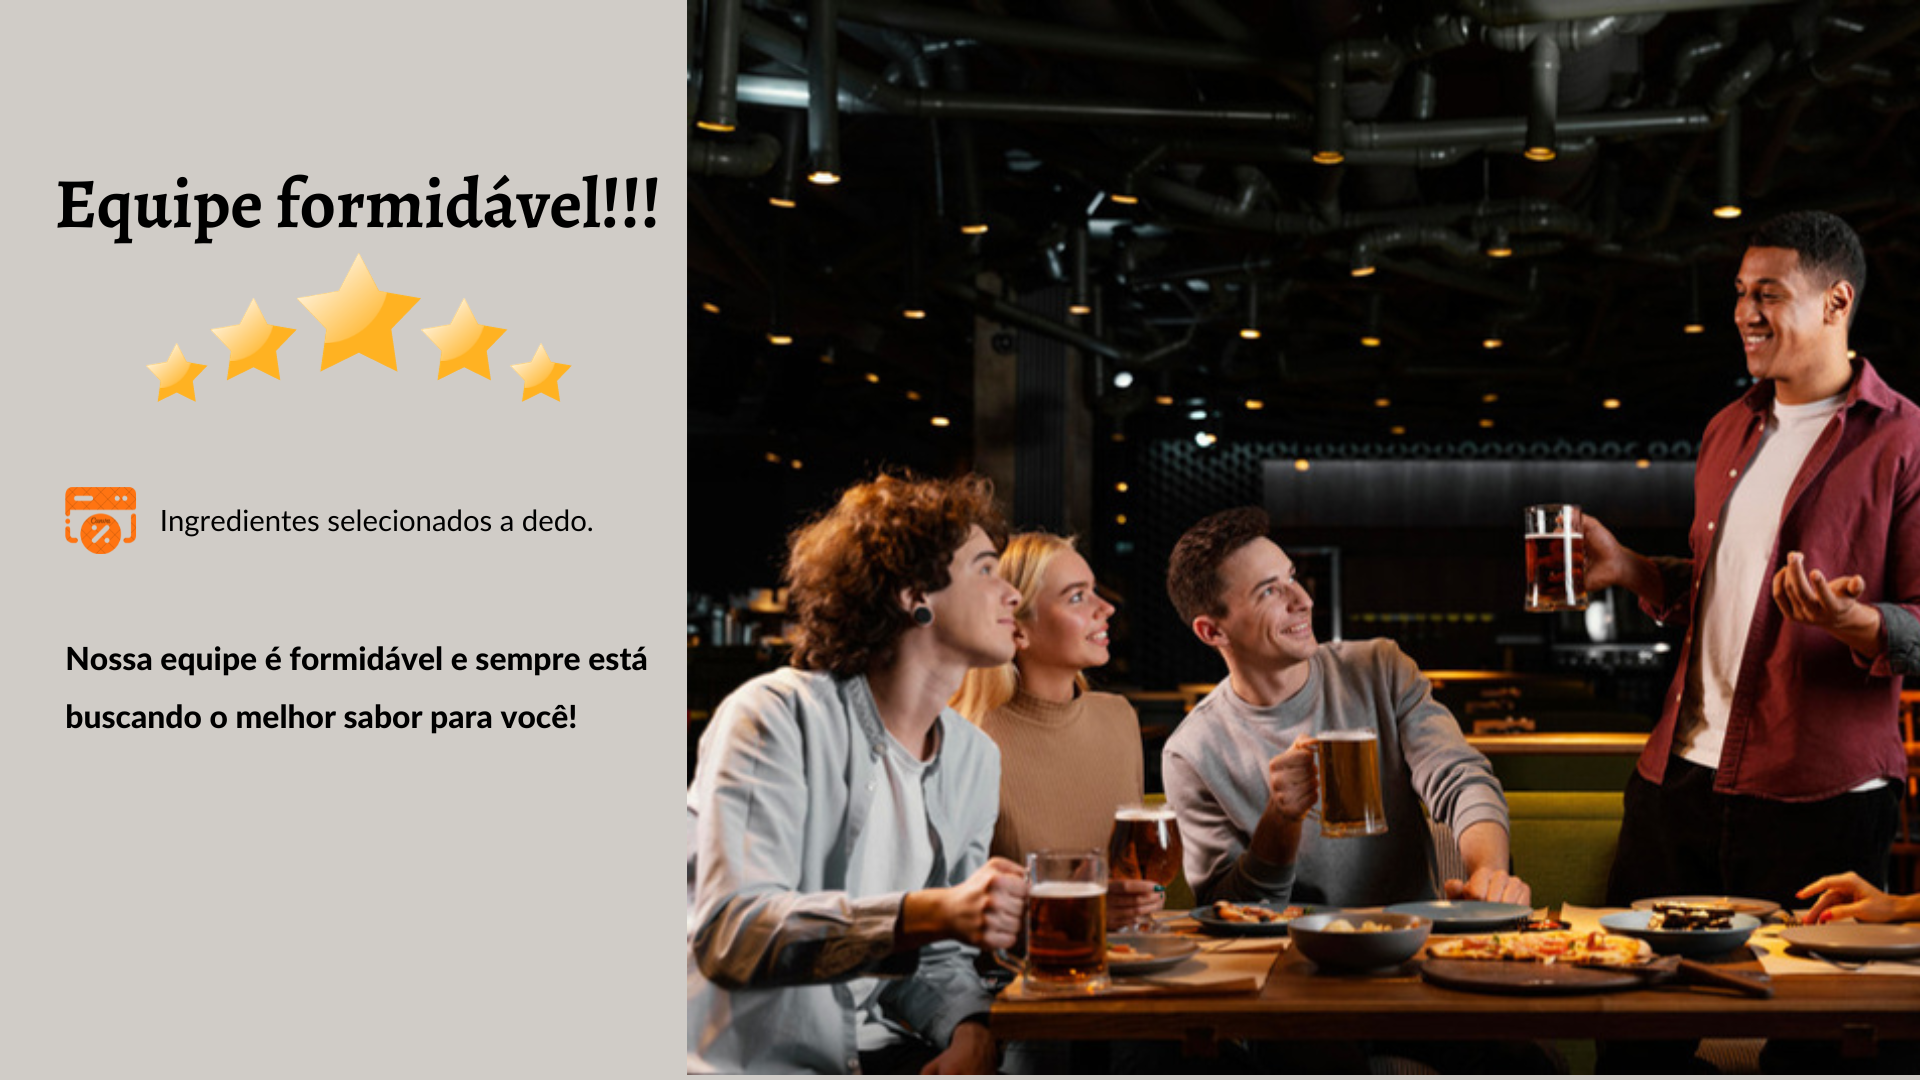 Equipe formidável!!!
Ingredientes selecionados a dedo.
Nossa equipe é formidável e sempre está
buscando o melhor sabor para você!